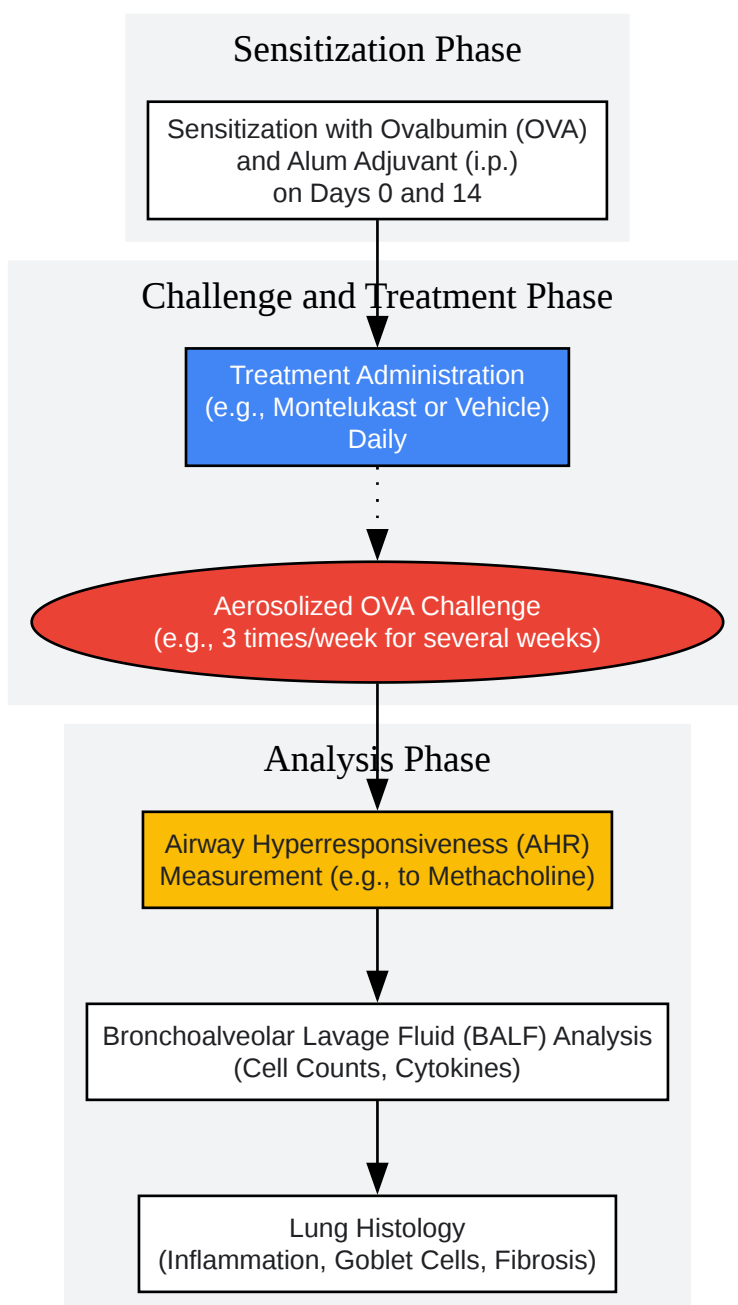 Sensitization Phase
Sensitization with Ovalbumin (OVA)
and Alum Adjuvant (i.p.)
on Days 0 and 14
Challenge and Treatment Phase
Treatment Administration
(e.g., Montelukast or Vehicle)
Daily
Aerosolized OVA Challenge
(e.g., 3 times/week for several weeks)
Analysis Phase
Airway Hyperresponsiveness (AHR)
Measurement (e.g., to Methacholine)
Bronchoalveolar Lavage Fluid (BALF) Analysis
(Cell Counts, Cytokines)
Lung Histology
(Inflammation, Goblet Cells, Fibrosis)